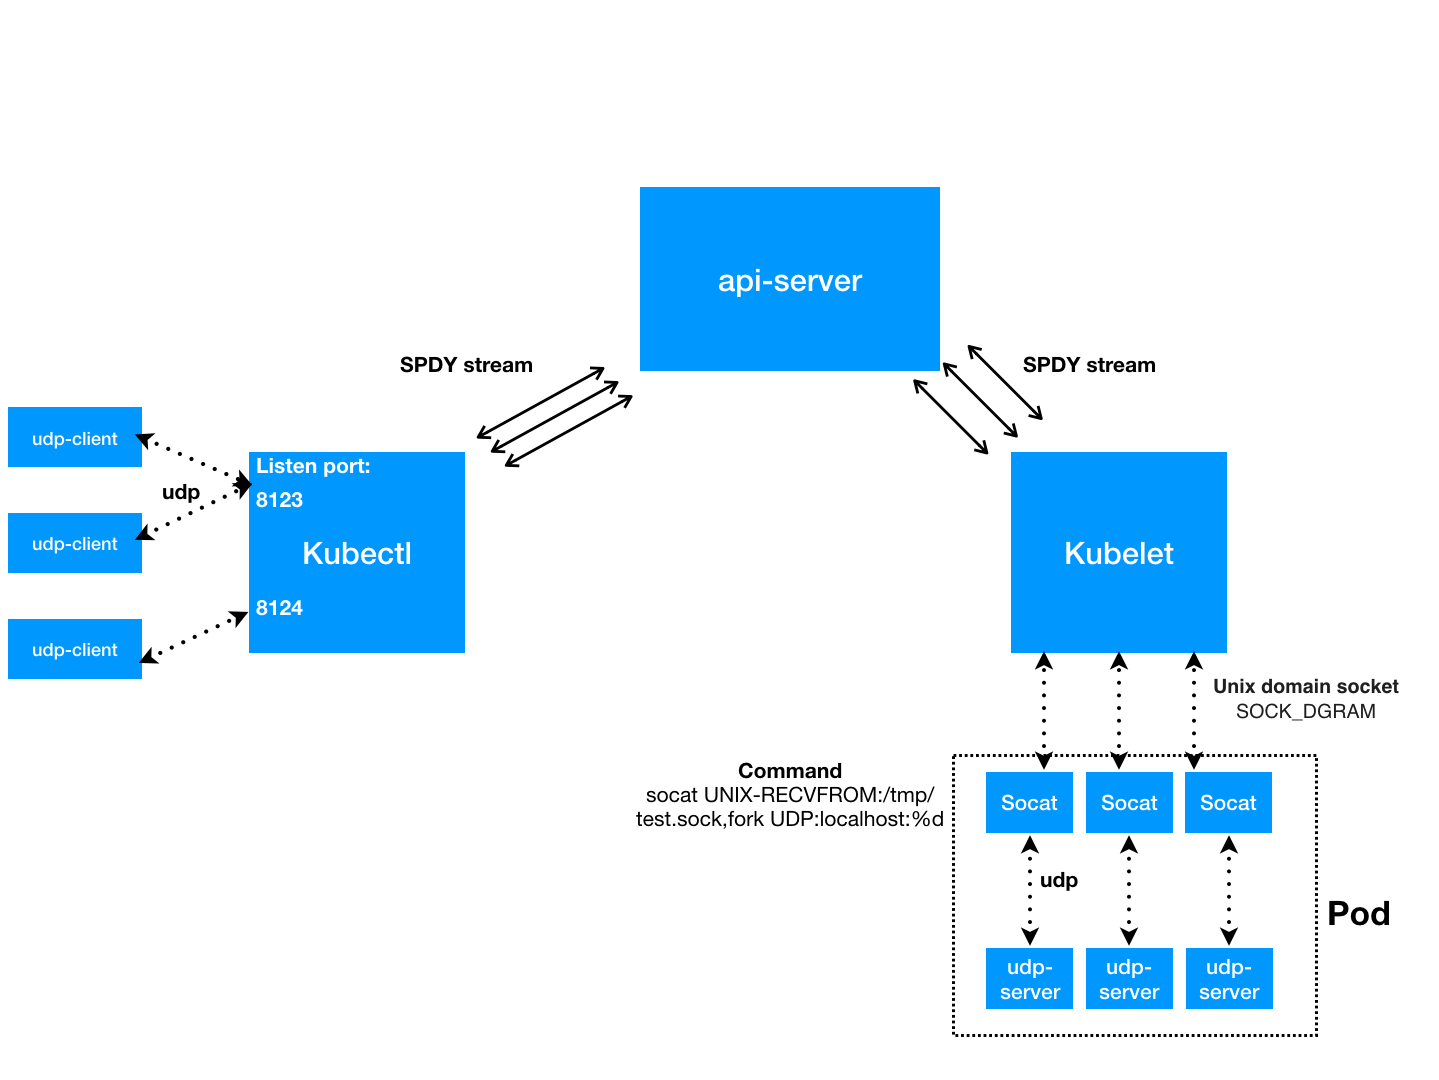 api-server
SPDY stream
SPDY stream
udp-client
udp
udp-client
udp-client
Listen port:
8123
Kubectl
8124
Kubelet
Unix domain socket
SOCK_DGRAM
Command
socat UNIX-RECVFROM:/tmp/
test.sock,fork UDP:localhost:%d
Socat
Socat
Socat
udp
Pod
udp-
server
udp-
server
udp-
server